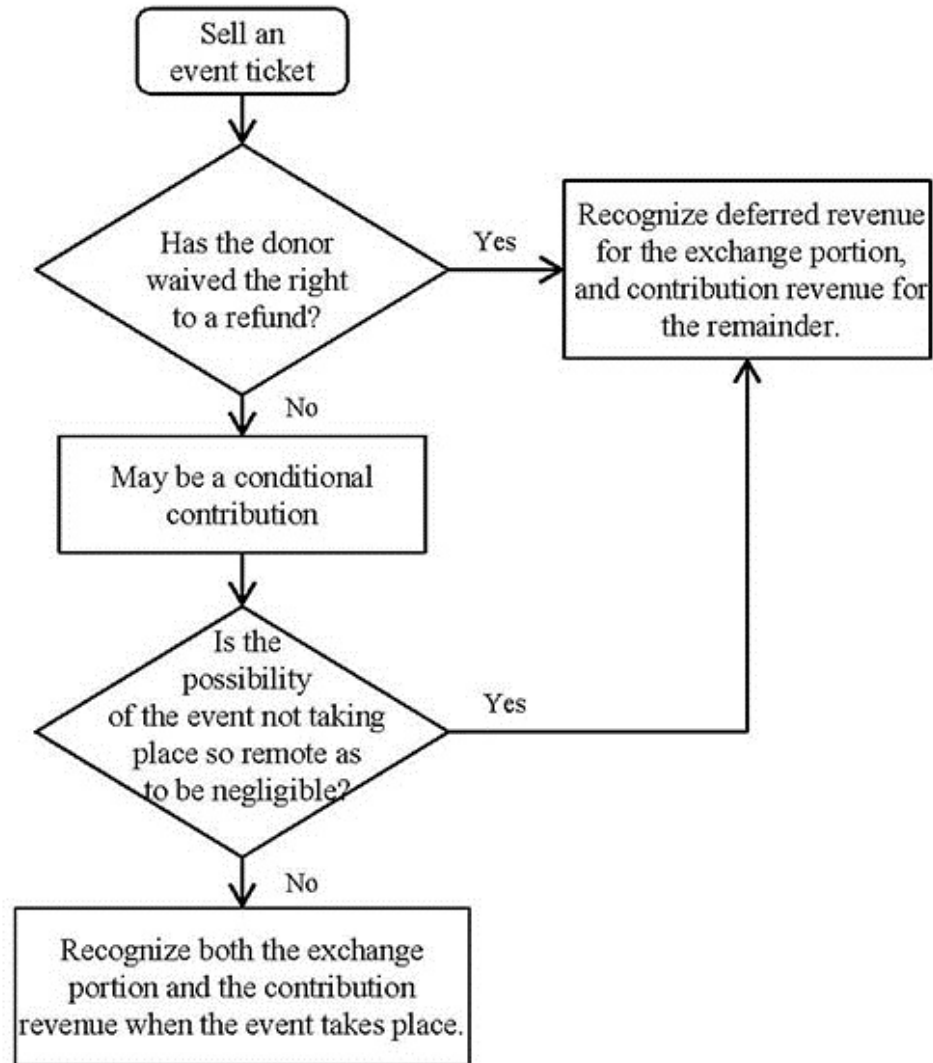 Sell an
event ticket
Has the donor
waived the right
to a refund?
Yes
Recognize deferred revenue
for the exchange portion,
and contribution revenue for
the remainder.
No
May be a conditional
contribution
Is the
possibility
of the event not taking
place so remote as
to be negligible?
Yes
No
Recognize both the exchange
portion and the contribution
revenue when the event takes place.